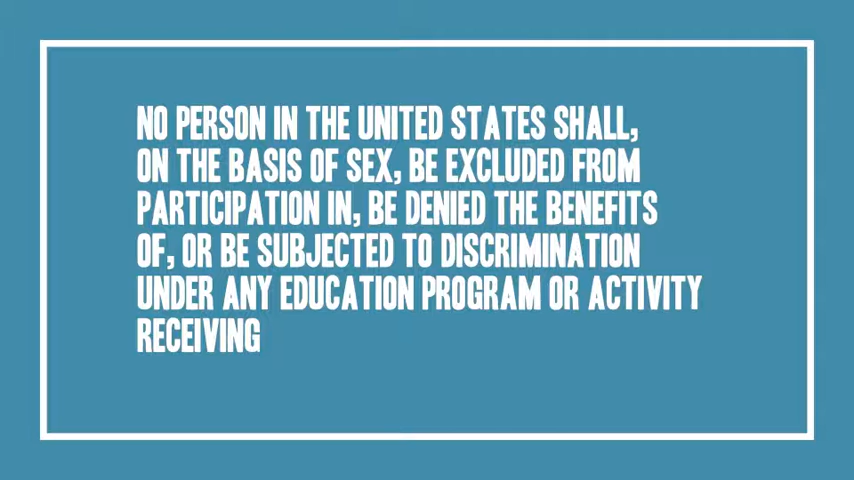 NO PERSON IN THE UNITED STATES SHALL,
ON THE BASIS OF SEX, BE EXCLUDED FROM
PARTICIPATION IN, BE DENIED THE BENEFITS
OF, OR BE SUBJECTED TO DISCRIMINATION
UNDER ANY EDUCATION PROGRAM OR ACTIVITY
RECEIVING